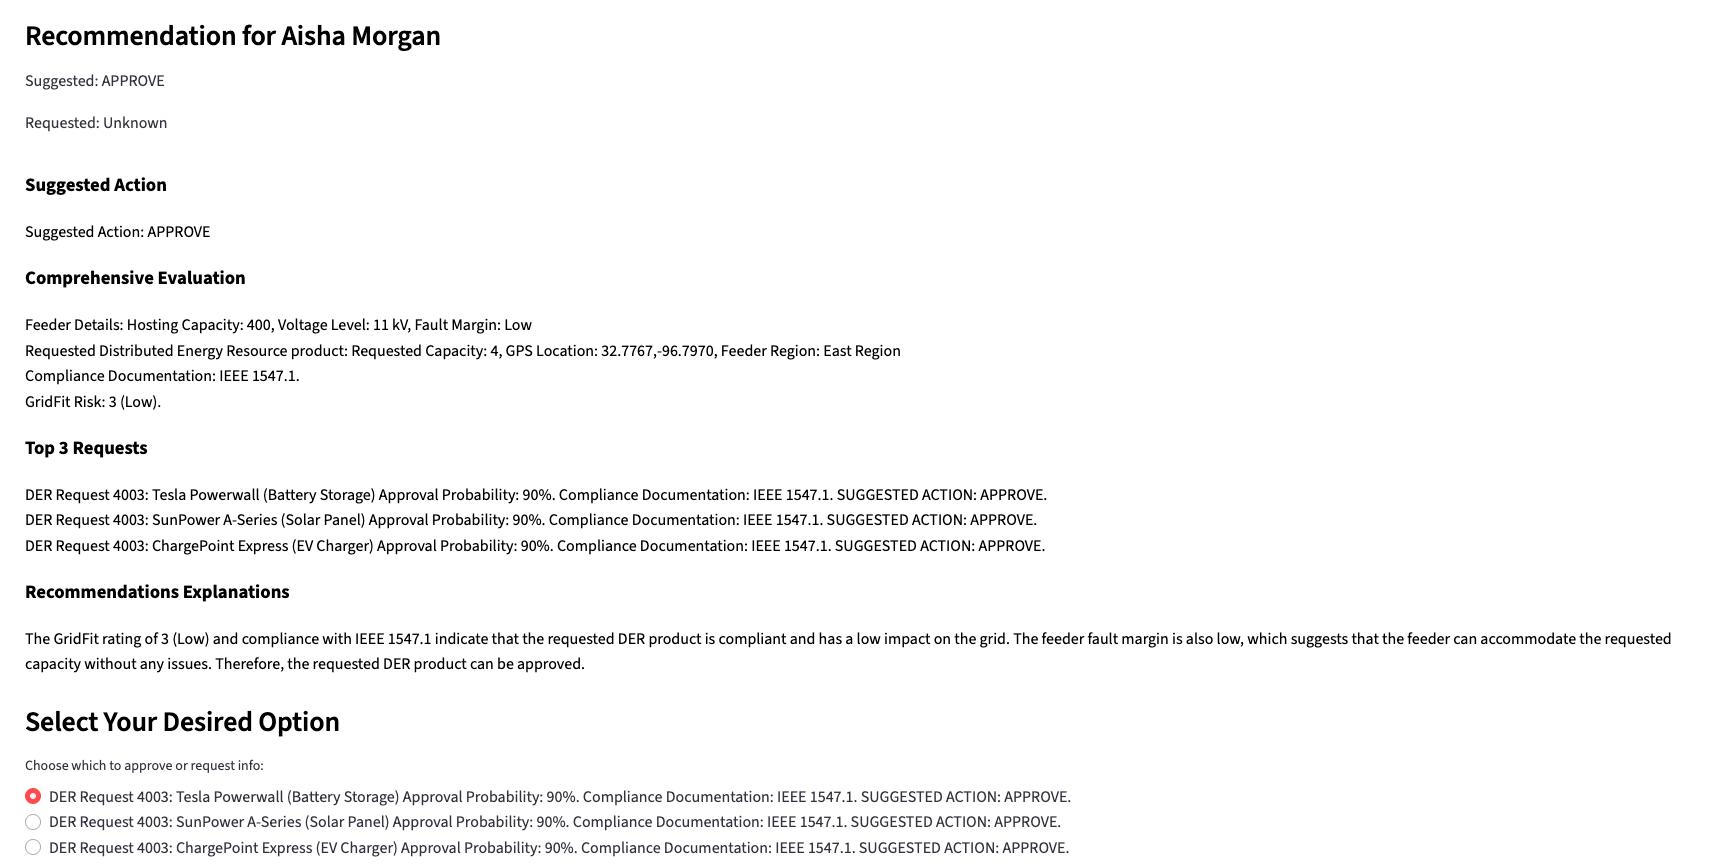 Recommendation for Aisha Morgan
Suggested: APPROVE
Requested: Unknown
Suggested Action
Suggested Action: APPROVE
Comprehensive Evaluation
Feeder Details: Hosting Capacity: 400, Voltage Level: 11 kV, Fault Margin: Low
Requested Distributed Energy Resource product: Requested Capacity: 4, GPS Location: 32.7767,-96.7970, Feeder Region: East Region
Compliance Documentation: IEEE 1547.1.
GridFit Risk: 3 (Low).
Top 3 Requests
DER Request 4003: Tesla Powerwall (Battery Storage) Approval Probability: 90%. Compliance Documentation: IEEE 1547.1. SUGGESTED ACTION: APPROVE.
DER Request 4003: SunPower A-Series (Solar Panel) Approval Probability: 90%. Compliance Documentation: IEEE 1547.1. SUGGESTED ACTION: APPROVE.
DER Request 4003: ChargePoint Express (EV Charger) Approval Probability: 90%. Compliance Documentation: IEEE 1547.1. SUGGESTED ACTION: APPROVE.
Recommendations Explanations
The GridFit rating of 3 (Low) and compliance with IEEE 1547.1 indicate that the requested DER product is compliant and has a low impact on the grid. The feeder fault margin is also low, which suggests that the feeder can accommodate the requested
capacity without any issues. Therefore, the requested DER product can be approved.
Select Your Desired Option
Choose which to approve or request info:
DER Request 4003: Tesla Powerwall (Battery Storage) Approval Probability: 90%. Compliance Documentation: IEEE 1547.1. SUGGESTED ACTION: APPROVE.
DER Request 4003: SunPower A-Series (Solar Panel) Approval Probability: 90%. Compliance Documentation: IEEE 1547.1. SUGGESTED ACTION: APPROVE.
DER Request 4003: ChargePoint Express (EV Charger) Approval Probability: 90%. Compliance Documentation: IEEE 1547.1. SUGGESTED ACTION: APPROVE.